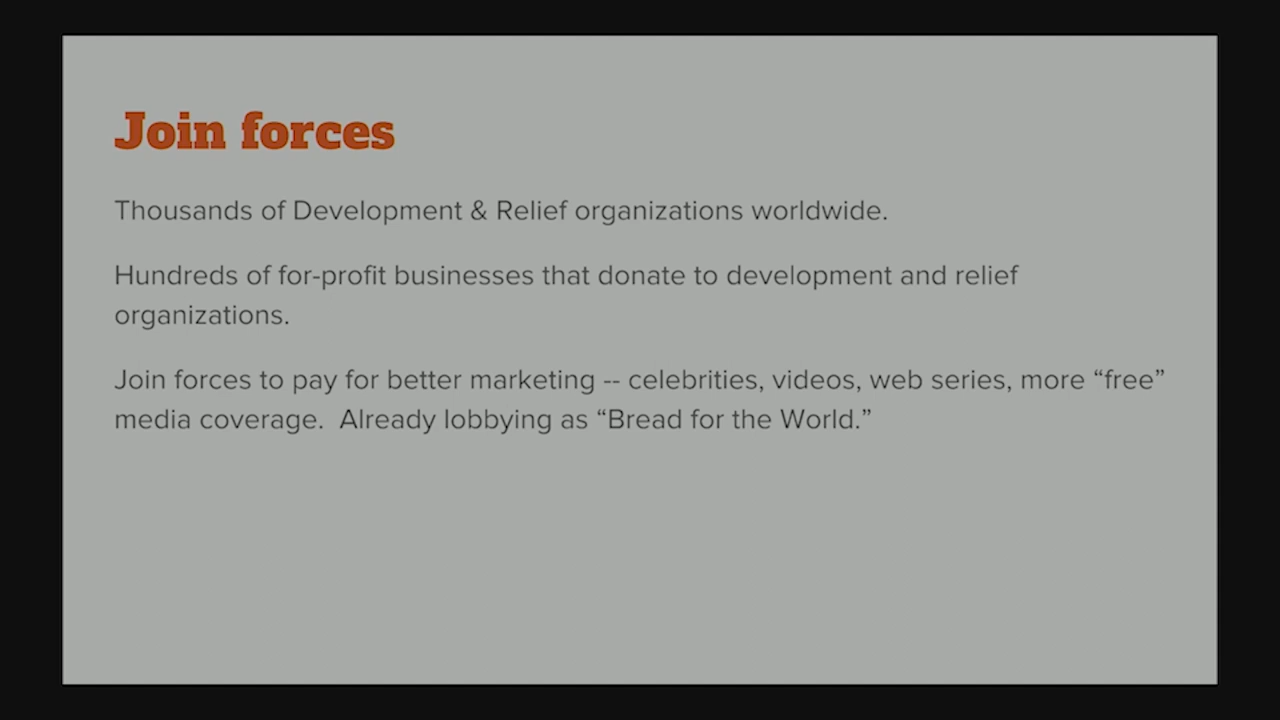 Join forces
Thousands of Development & Relief organizations worldwide.
Hundreds of for-profit businesses that donate to development and relief
organizations.
Join forces to pay for better marketing -- celebrities, videos, web series, more “free”
media coverage.  Already lobbying as “Bread for the World.”